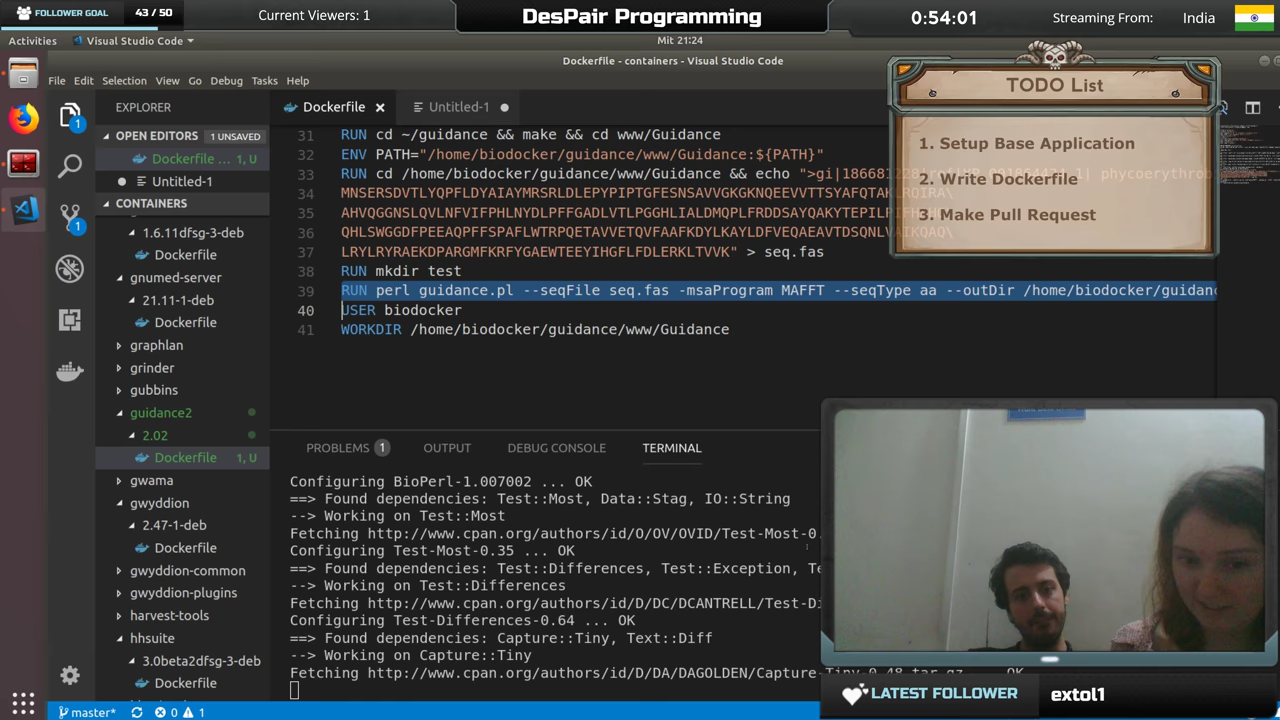 FOLLOWER GOAL
43 / 50
Current Viewers: 1
DesPair Programming
0:54:01
Streaming From:
India
Activities
Visual Studio Code
Mit 21:24
Dockerfile - containers - Visual Studio Code
File Edit Selection View Go Debug Tasks Help
TODO List
1. Setup Base Application
2. Write Dockerfile
3. Make Pull Request
EXPLORER
OPEN EDITORS 1 UNSAVED
Dockerfile ... 1, U
Untitled-1
CONTAINERS
1.6.11dfsg-3-deb
Dockerfile
gnumed-server
21.11-1-deb
Dockerfile
graphlan
grinder
gubbins
guidance2
2.02
Dockerfile 1, U
gwama
gwyddion
2.47-1-deb
Dockerfile
gwyddion-common
gwyddion-plugins
harvest-tools
hhsuite
3.0beta2dfsg-3-deb
Dockerfile
1
1
Dockerfile
Untitled-1
31 RUN cd ~/guidance && make && cd www/Guidance
32 ENV PATH="/home/biodocker/guidance/www/Guidance:${PATH}"
33 RUN cd /home/biodocker/guidance/www/Guidance && echo ">gi|186681228| phycoerythrob
34
35
36
37 LRYLRYRAEKDPARGMFKRFYGAEWTEEYIHGFLFDLERKLTVVK" > seq.fas
38 RUN mkdir test
39 RUN perl guidance.pl --seqFile seq.fas -msaProgram MAFFT --seqType aa --outDir /home/biodocker/guidanc
40 USER biodocker
41 WORKDIR /home/biodocker/guidance/www/Guidance
PROBLEMS 1 OUTPUT DEBUG CONSOLE TERMINAL
Configuring BioPerl-1.007002 ... OK
==> Found dependencies: Test::Most, Data::Stag, IO::String
--> Working on Test::Most
Fetching http://www.cpan.org/authors/id/O/OV/OVID/Test-Most-0.
Configuring Test-Most-0.35 ... OK
==> Found dependencies: Test::Differences, Test::Exception, Te
--> Working on Test::Differences
Fetching http://www.cpan.org/authors/id/D/DC/DCANTRELL/Test-Di
Configuring Test-Differences-0.64 ... OK
==> Found dependencies: Capture::Tiny, Text::Diff
--> Working on Capture::Tiny
Fetching http://www.cpan.org/authors/id/D/DA/DAGOLDEN/Capture-Tiny-0.48.tar.gz ... OK
master* 0 1
LATEST FOLLOWER
extol1